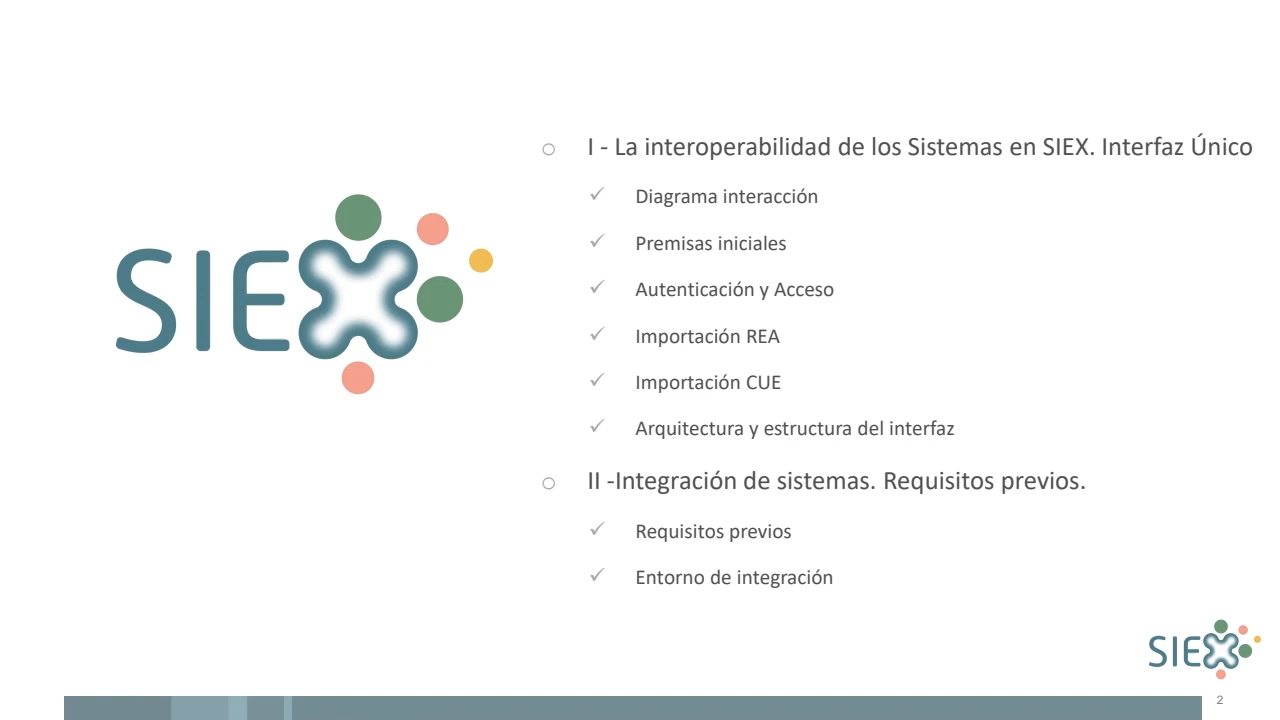 SIEX
I - La interoperabilidad de los Sistemas en SIEX. Interfaz Único
Diagrama interacción
Premisas iniciales
Autenticación y Acceso
Importación REA
Importación CUE
Arquitectura y estructura del interfaz
II -Integración de sistemas. Requisitos previos.
Requisitos previos
Entorno de integración
SIEX
2